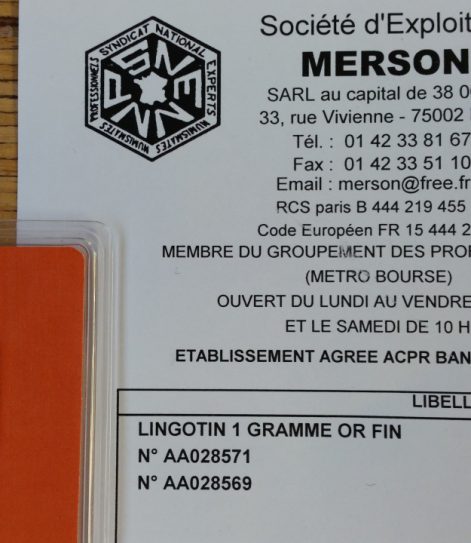 SYNDICAT NATIONAL
EXPERTS
NUMISMATES
NUMISMATES
PROFESSIONNELS
SNENNP
Société d'Exploit
MERSON
SARL au capital de 38 0
33, rue Vivienne - 75002
Tél. : 01 42 33 81 67
Fax : 01 42 33 51 10
Email : merson@free.fr
RCS paris B 444 219 455
Code Européen FR 15 444 2
MEMBRE DU GROUPEMENT DES PROF
(METRO BOURSE)
OUVERT DU LUNDI AU VENDRE
ET LE SAMEDI DE 10 H
ETABLISSEMENT AGREE ACPR BAN
LIBELL
LINGOTIN 1 GRAMME OR FIN
N° AA028571
N° AA028569